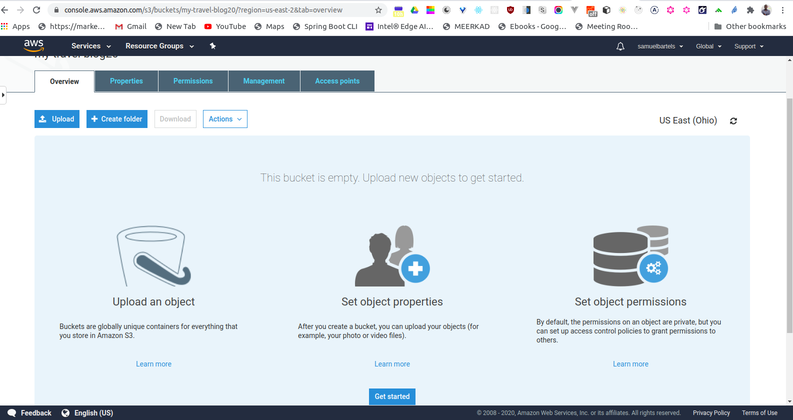 console.aws.amazon.com/s3/buckets/my-travel-blog20/?region=us-east-2&tab=overview
Apps https://marke... Gmail New Tab YouTube Maps Spring Boot CLI Intel® Edge AI... MEERKAD Ebooks - Goog... Meeting Roo... Other bookmarks
aws Services Resource Groups samuelbartels Global Support
my-travel-blog20
Overview Properties Permissions Management Access points
Upload Create folder Download Actions US East (Ohio)
This bucket is empty. Upload new objects to get started.
Upload an object Set object properties Set object permissions
Buckets are globally unique containers for everything that
you store in Amazon S3.
After you create a bucket, you can upload your objects (for
example, your photo or video files).
By default, the permissions on an object are private, but you
can set up access control policies to grant permissions to
others.
Learn more Learn more Learn more
Get started
Feedback English (US) © 2008 - 2020, Amazon Web Services, Inc. or its affiliates. All rights reserved. Privacy Policy Terms of Use